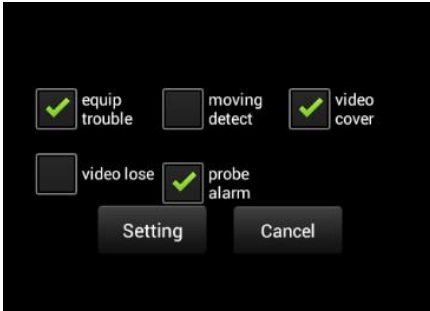 equip
trouble
moving
detect
video
cover
video lose
probe
alarm
Setting
Cancel